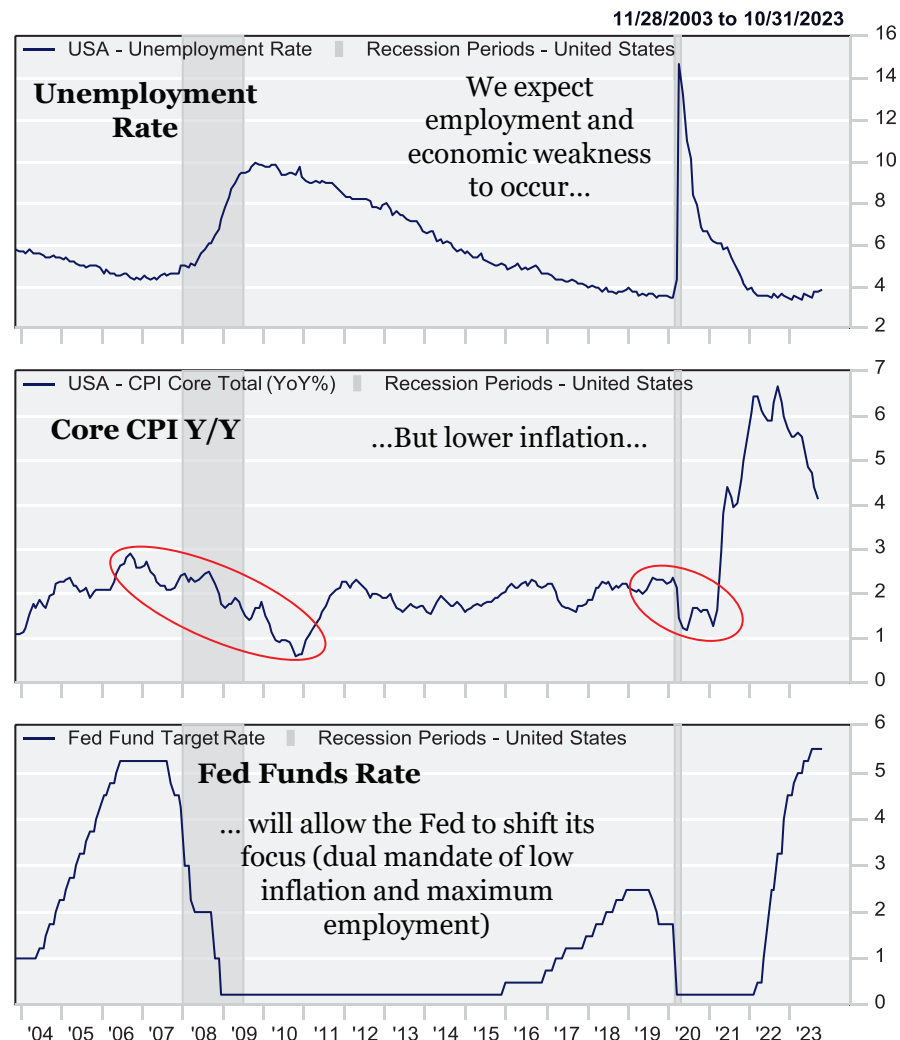 11/28/2003 to 10/31/2023
USA - Unemployment Rate Recession Periods - United States
Unemployment
Rate
We expect
employment and
economic weakness
to occur...
16
14
12
10
8
6
4
2
USA - CPI Core Total (YoY%) Recession Periods - United States
Core CPI Y/Y
...But lower inflation...
7
6
5
4
3
2
1
0
Fed Fund Target Rate Recession Periods - United States
Fed Funds Rate
... will allow the Fed to shift its
focus (dual mandate of low
inflation and maximum
employment)
6
5
4
3
2
1
0
'04 '05 '06 '07 '08 '09 '10 '11 '12 '13 '14 '15 '16 '17 '18 '19 '20 '21 '22 '23